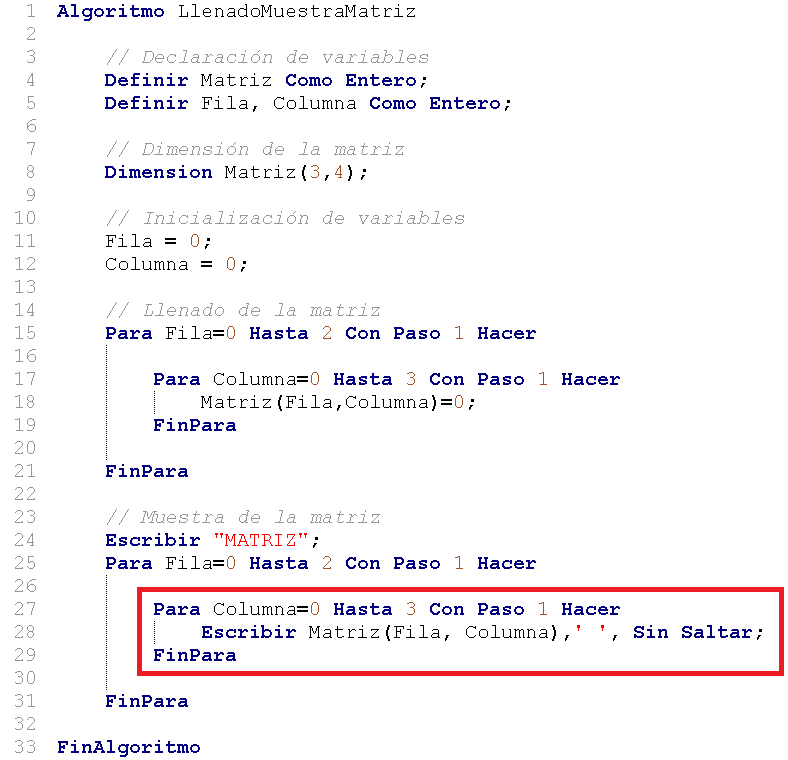 1 Algoritmo LlenadoMuestraMatriz
2
3 // Declaración de variables
4 Definir Matriz Como Entero;
5 Definir Fila, Columna Como Entero;
6
7 // Dimensión de la matriz
8 Dimension Matriz(3,4);
9
10 // Inicialización de variables
11 Fila = 0;
12 Columna = 0;
13
14 // Llenado de la matriz
15 Para Fila=0 Hasta 2 Con Paso 1 Hacer
16
17 Para Columna=0 Hasta 3 Con Paso 1 Hacer
18 Matriz(Fila,Columna)=0;
19 FinPara
20
21 FinPara
22
23 // Muestra de la matriz
24 Escribir "MATRIZ";
25 Para Fila=0 Hasta 2 Con Paso 1 Hacer
26
27 Para Columna=0 Hasta 3 Con Paso 1 Hacer
28 Escribir Matriz(Fila, Columna),' ', Sin Saltar;
29 FinPara
30
31 FinPara
32
33 FinAlgoritmo